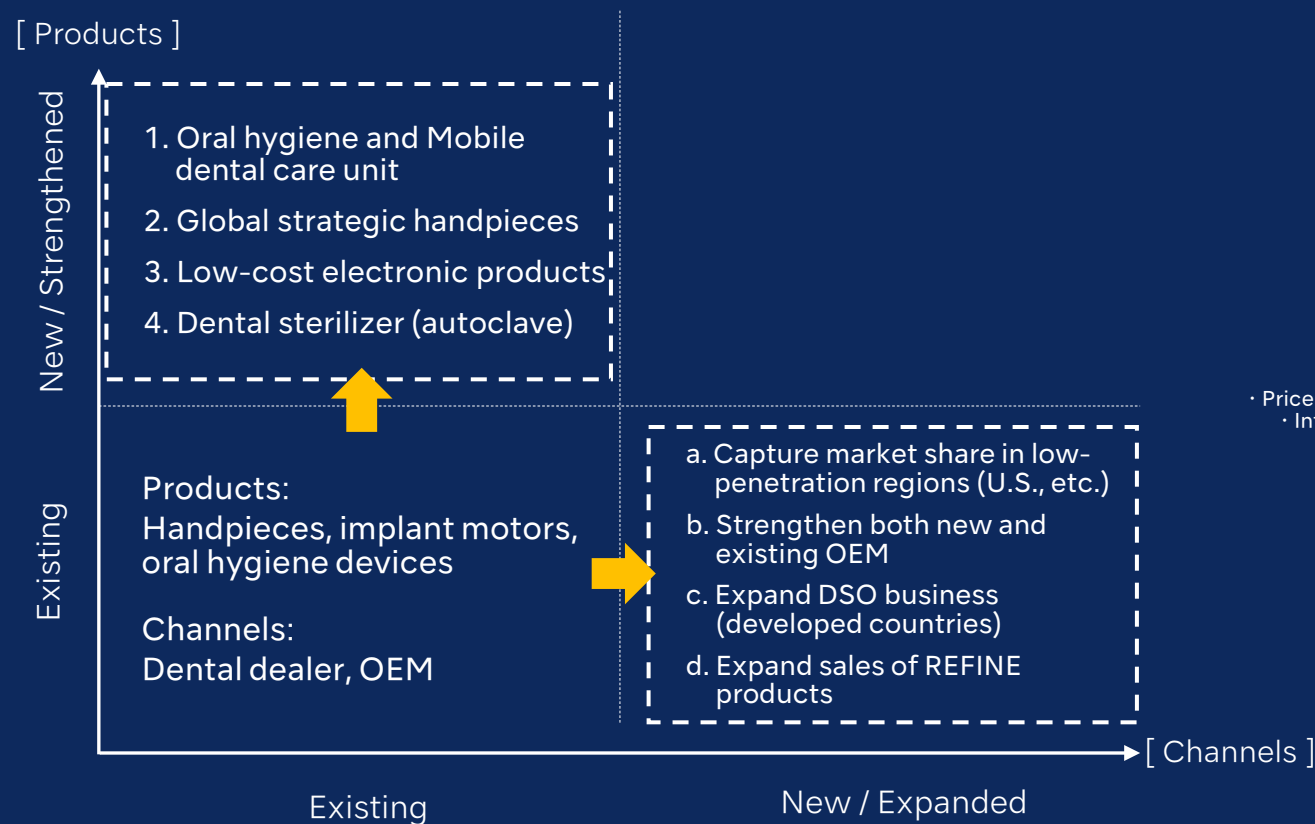 [ Products ]
New / Strengthened
1. Oral hygiene and Mobile
dental care unit
2. Global strategic handpieces
3. Low-cost electronic products
4. Dental sterilizer (autoclave)
· Price
Existing
Products:
Handpieces, implant motors,
oral hygiene devices
Channels:
Dental dealer, OEM
a. Capture market share in low-
penetration regions (U.S., etc.)
b. Strengthen both new and
existing OEM
c. Expand DSO business
(developed countries)
d. Expand sales of REFINE
products
[ Channels ]
Existing
New / Expanded